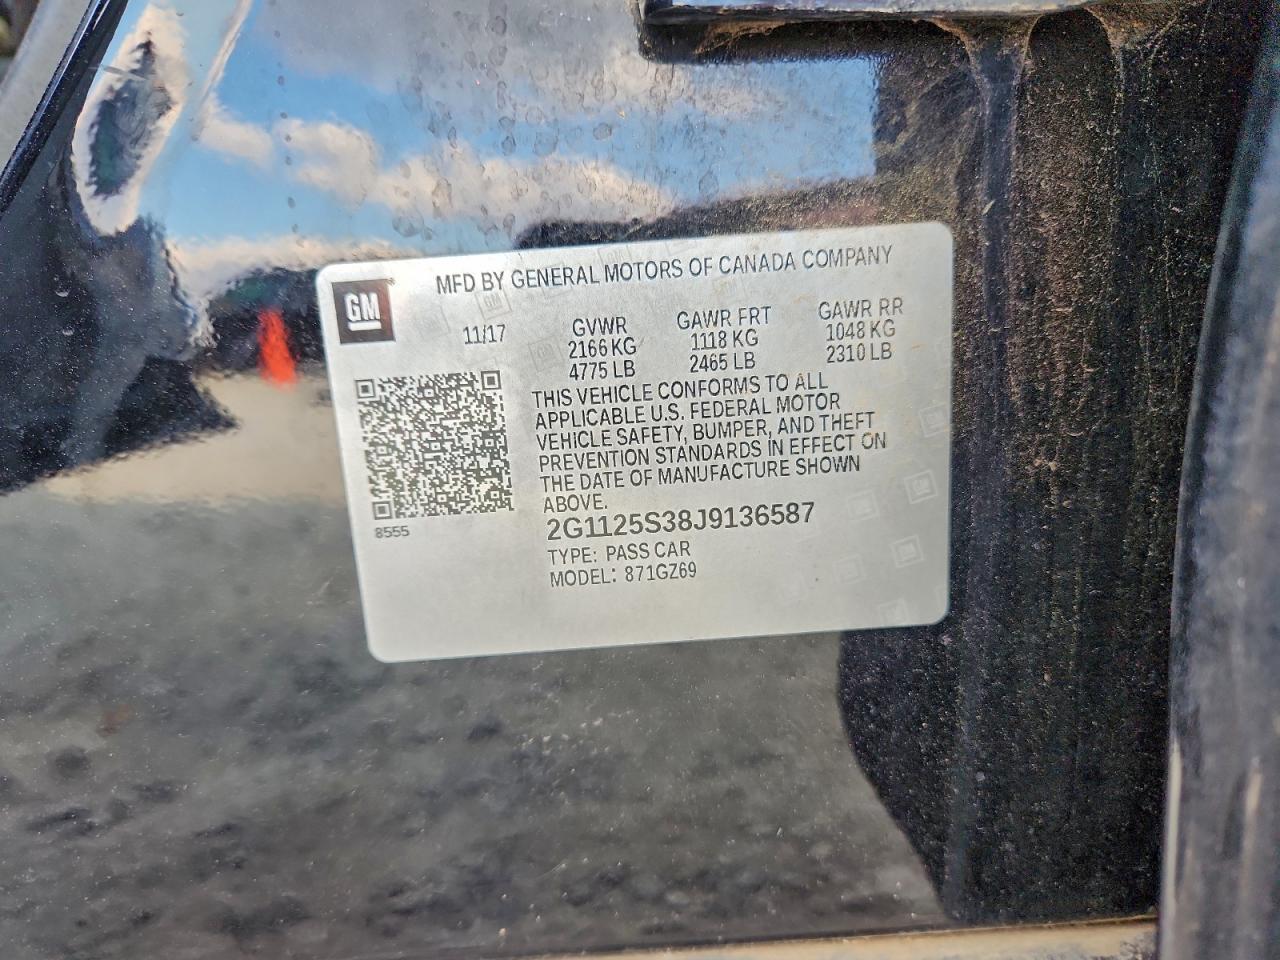 GM
MFD BY GENERAL MOTORS OF CANADA COMPANY
11/17
GVWR
2166 KG
4775 LB
GAWR FRT
1118 KG
2465 LB
GAWR RR
1048 KG
2310 LB
THIS VEHICLE CONFORMS TO ALL
APPLICABLE U.S. FEDERAL MOTOR
VEHICLE SAFETY, BUMPER, AND THEFT
PREVENTION STANDARDS IN EFFECT ON
THE DATE OF MANUFACTURE SHOWN
ABOVE.
8555
2G1125S38J9136587
TYPE: PASS CAR
MODEL: 871GZ69